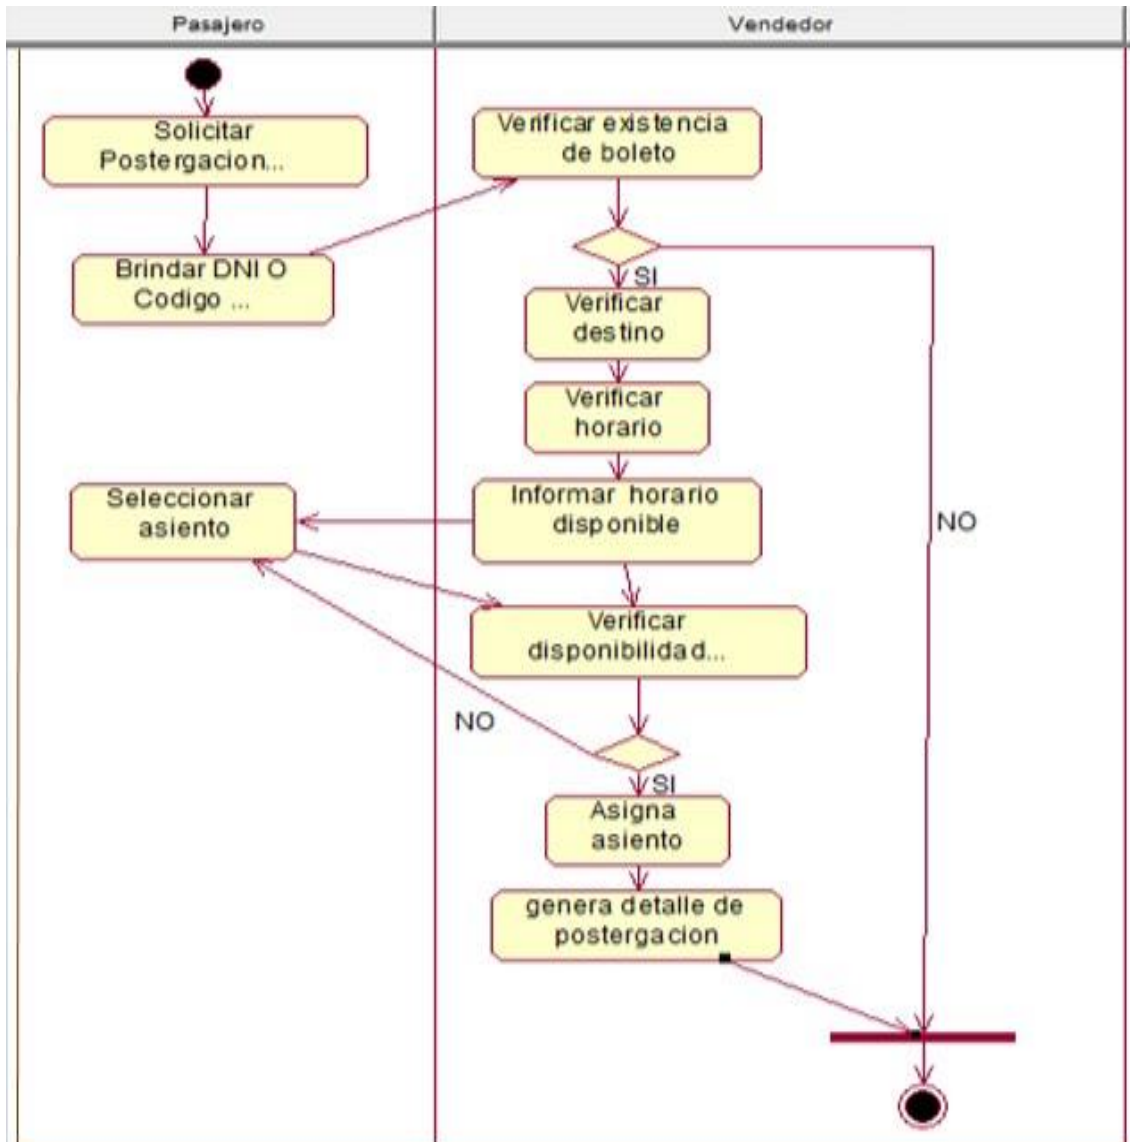 Pasajero
Vendedor
Solicitar
Postergacion...
Brindar DNI O
Codigo ...
Verificar existencia
de boleto
SI
Verificar
destino
Verificar
horario
Informar horario
disponible
NO
Seleccionar
asiento
Verificar
disponibilidad...
NO
SI
Asigna
asiento
genera detalle de
postergacion